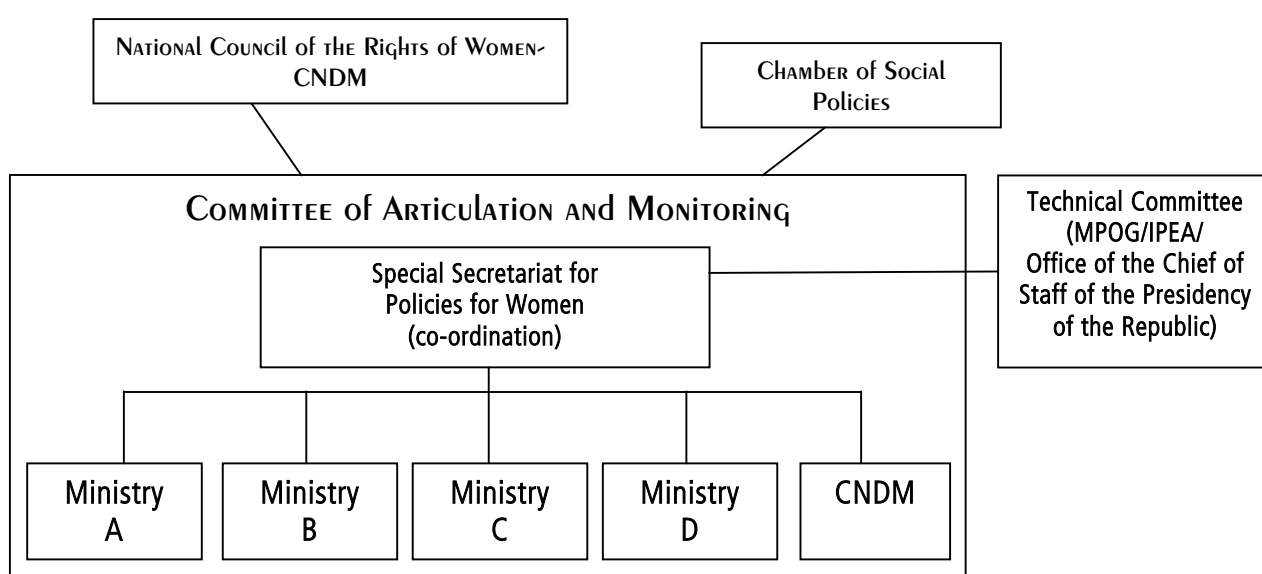 National Council of the Rights of Women-
CNDM
Chamber of Social
Policies
Committee of Articulation and Monitoring
Technical Committee
(MPOG/IPEA/
Office of the Chief of
Staff of the Presidency
of the Republic)
Special Secretariat for
Policies for Women
(co-ordination)
Ministry
A
Ministry
B
Ministry
C
Ministry
D
CNDM